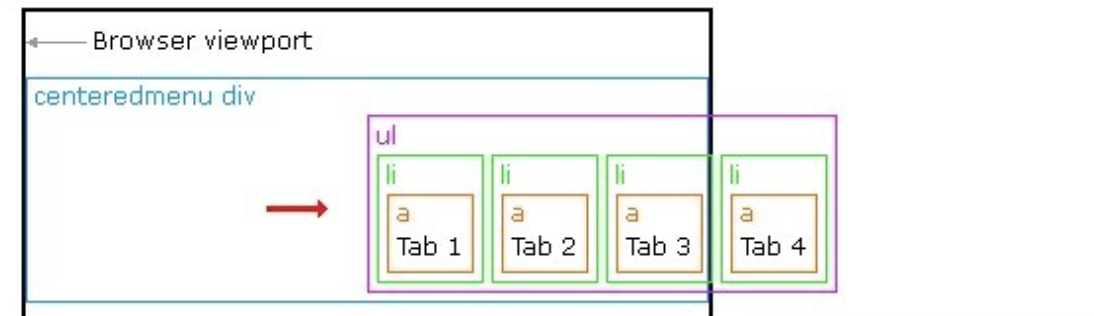 Browser viewport
centeredmenu div
ul
li li li li
a a a a
Tab 1 Tab 2 Tab 3 Tab 4